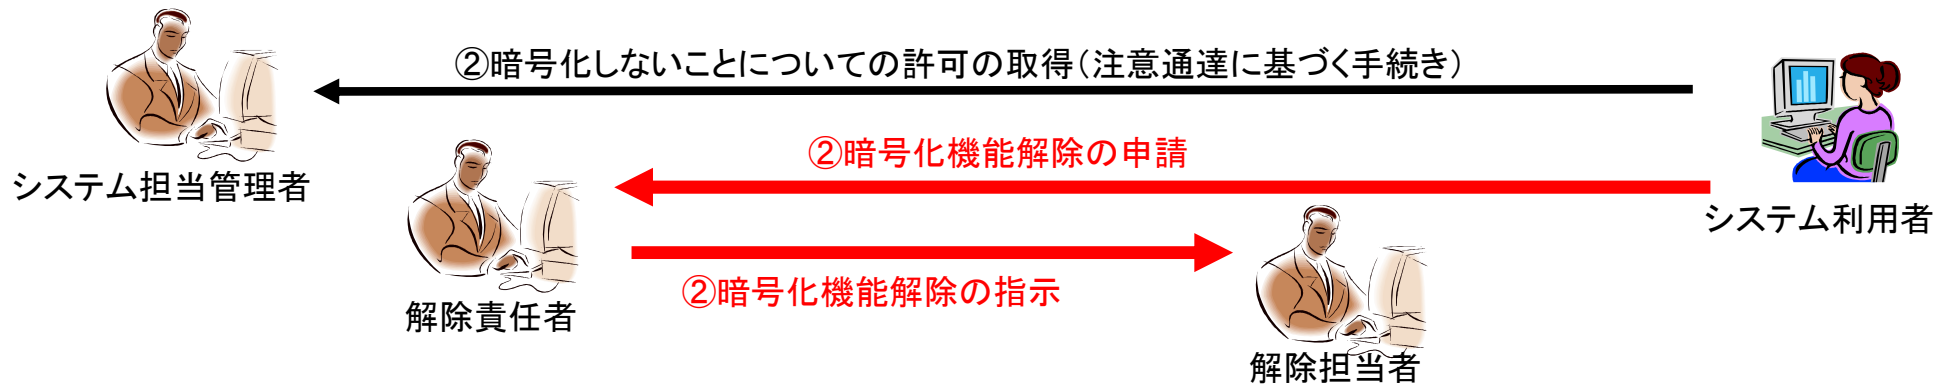 ②暗号化しないことについての許可の取得（注意通達に基づく手続き）
②暗号化機能解除の申請
システム担当管理者
システム利用者
②暗号化機能解除の指示
解除責任者
解除担当者